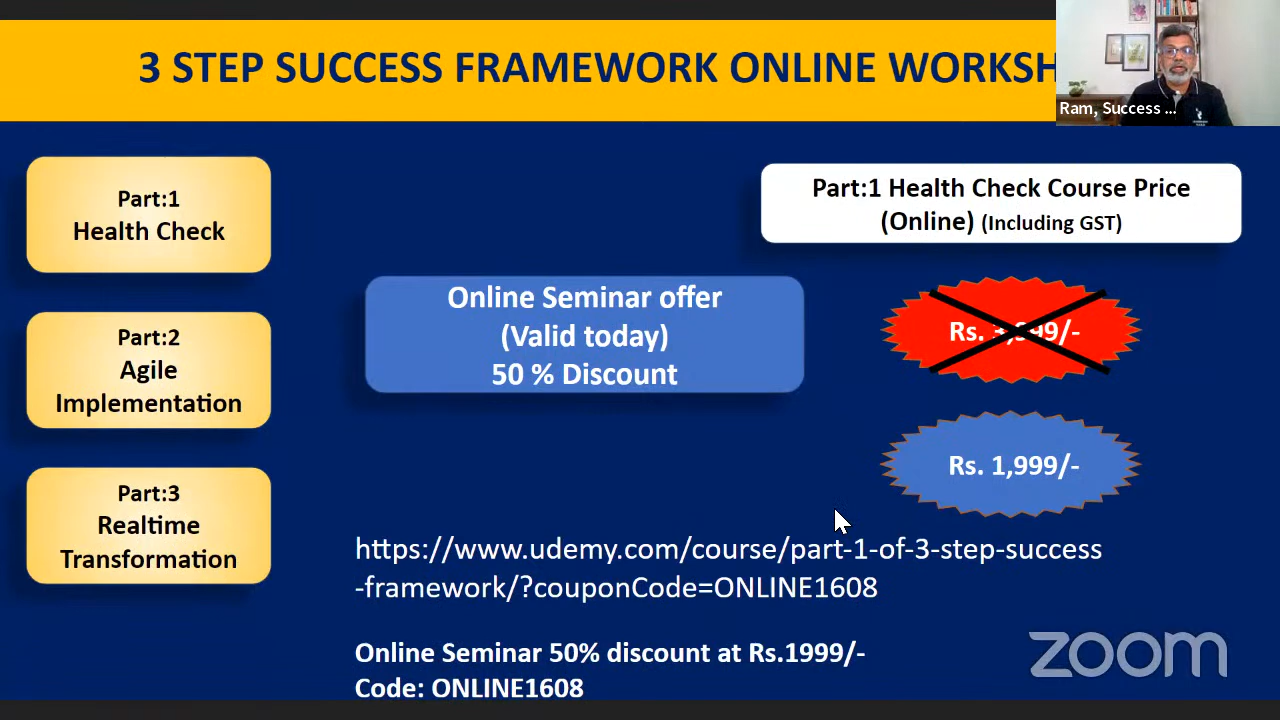 3 STEP SUCCESS FRAMEWORK ONLINE WORKSH
Ram, Success ...
Part:1
Health Check
Part:2
Agile
Implementation
Part:3
Realtime
Transformation
Part:1 Health Check Course Price
(Online) (Including GST)
Online Seminar offer
(Valid today)
50 % Discount
Rs. 3,999/-
Rs. 1,999/-
https://www.udemy.com/course/part-1-of-3-step-success
-framework/?couponCode=ONLINE1608
Online Seminar 50% discount at Rs.1999/-
Code: ONLINE1608
zoom